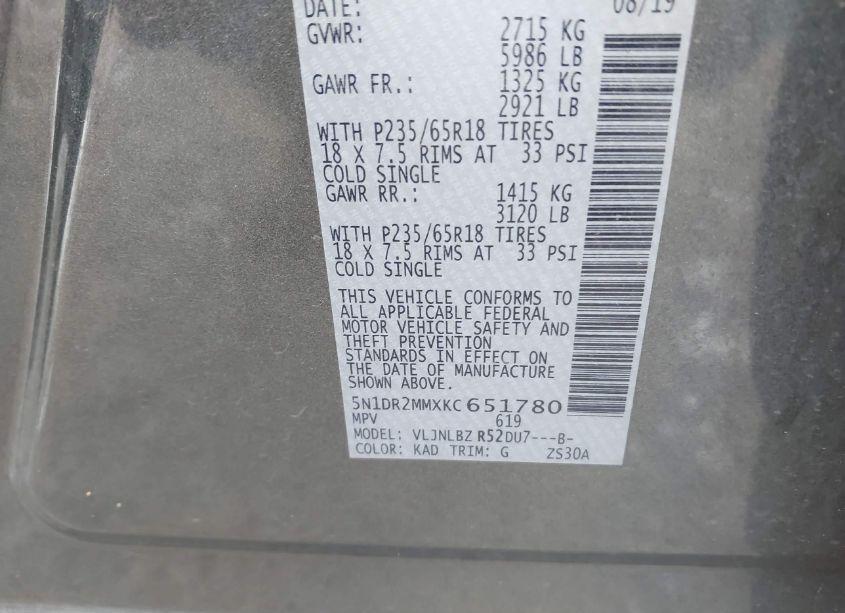 DATE: 08/19
GVWR: 2715 KG
5986 LB
GAWR FR.: 1325 KG
2921 LB
WITH P235/65R18 TIRES
18 X 7.5 RIMS AT 33 PSI
COLD SINGLE
GAWR RR.: 1415 KG
3120 LB
WITH P235/65R18 TIRES
18 X 7.5 RIMS AT 33 PSI
COLD SINGLE
THIS VEHICLE CONFORMS TO
ALL APPLICABLE FEDERAL
MOTOR VEHICLE SAFETY AND
THEFT PREVENTION
STANDARDS IN EFFECT ON
THE DATE OF MANUFACTURE
SHOWN ABOVE.
5N1DR2MMXKC651780
MPV 619
MODEL: VLJNLBZ R52DU7---B-
COLOR: KAD TRIM: G ZS30A